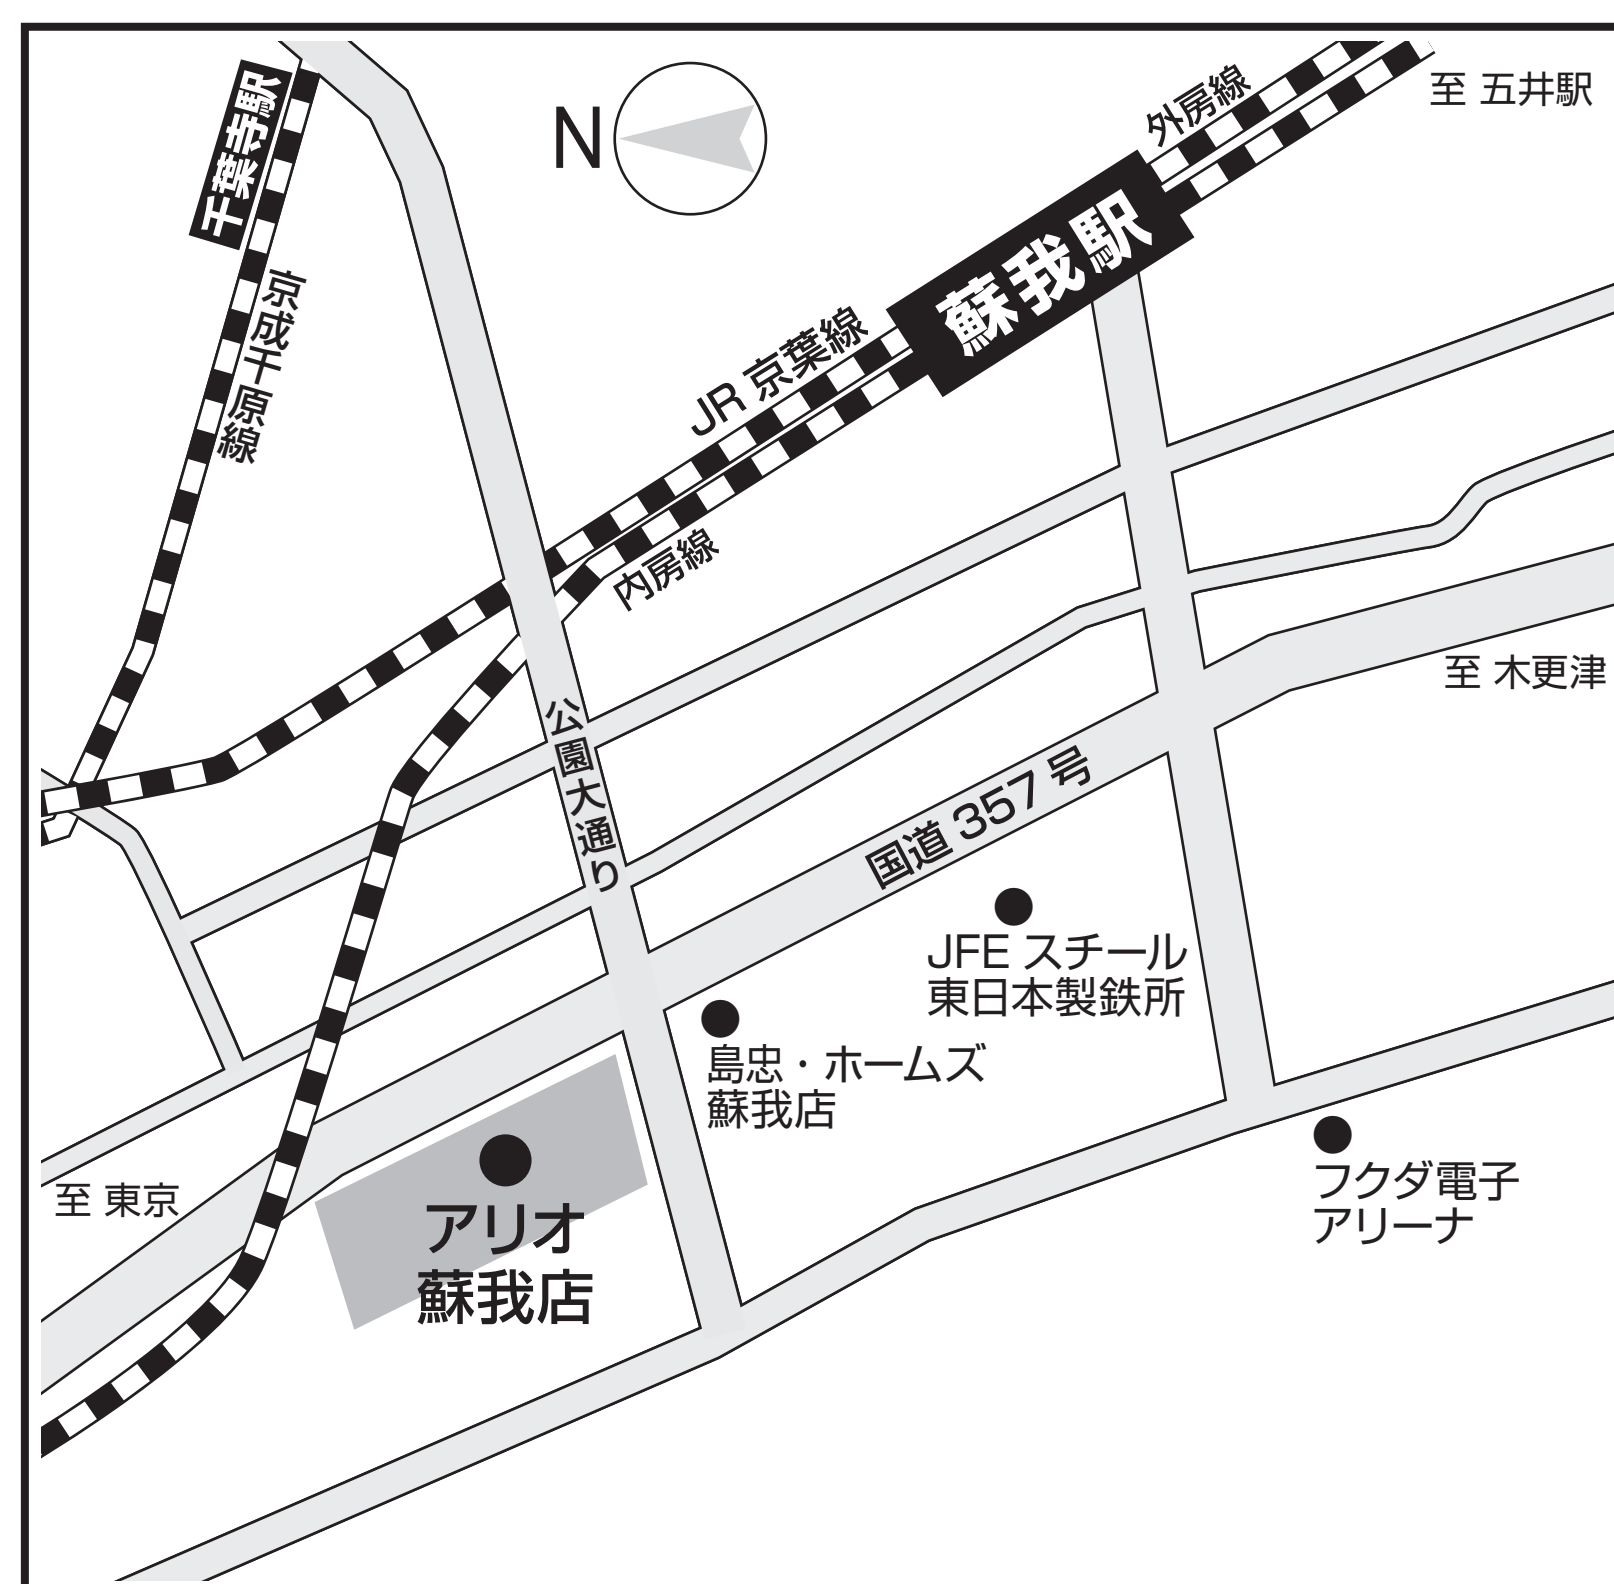 至 五井駅
外房線
千葉寺駅
N
蘇我駅
京成千原線
JR 京葉線
内房線
至 木更津
公園大通り
国道 357 号
JFE スチール
東日本製鉄所
島忠・ホームズ
蘇我店
フクダ電子
アリーナ
至 東京
アリオ
蘇我店